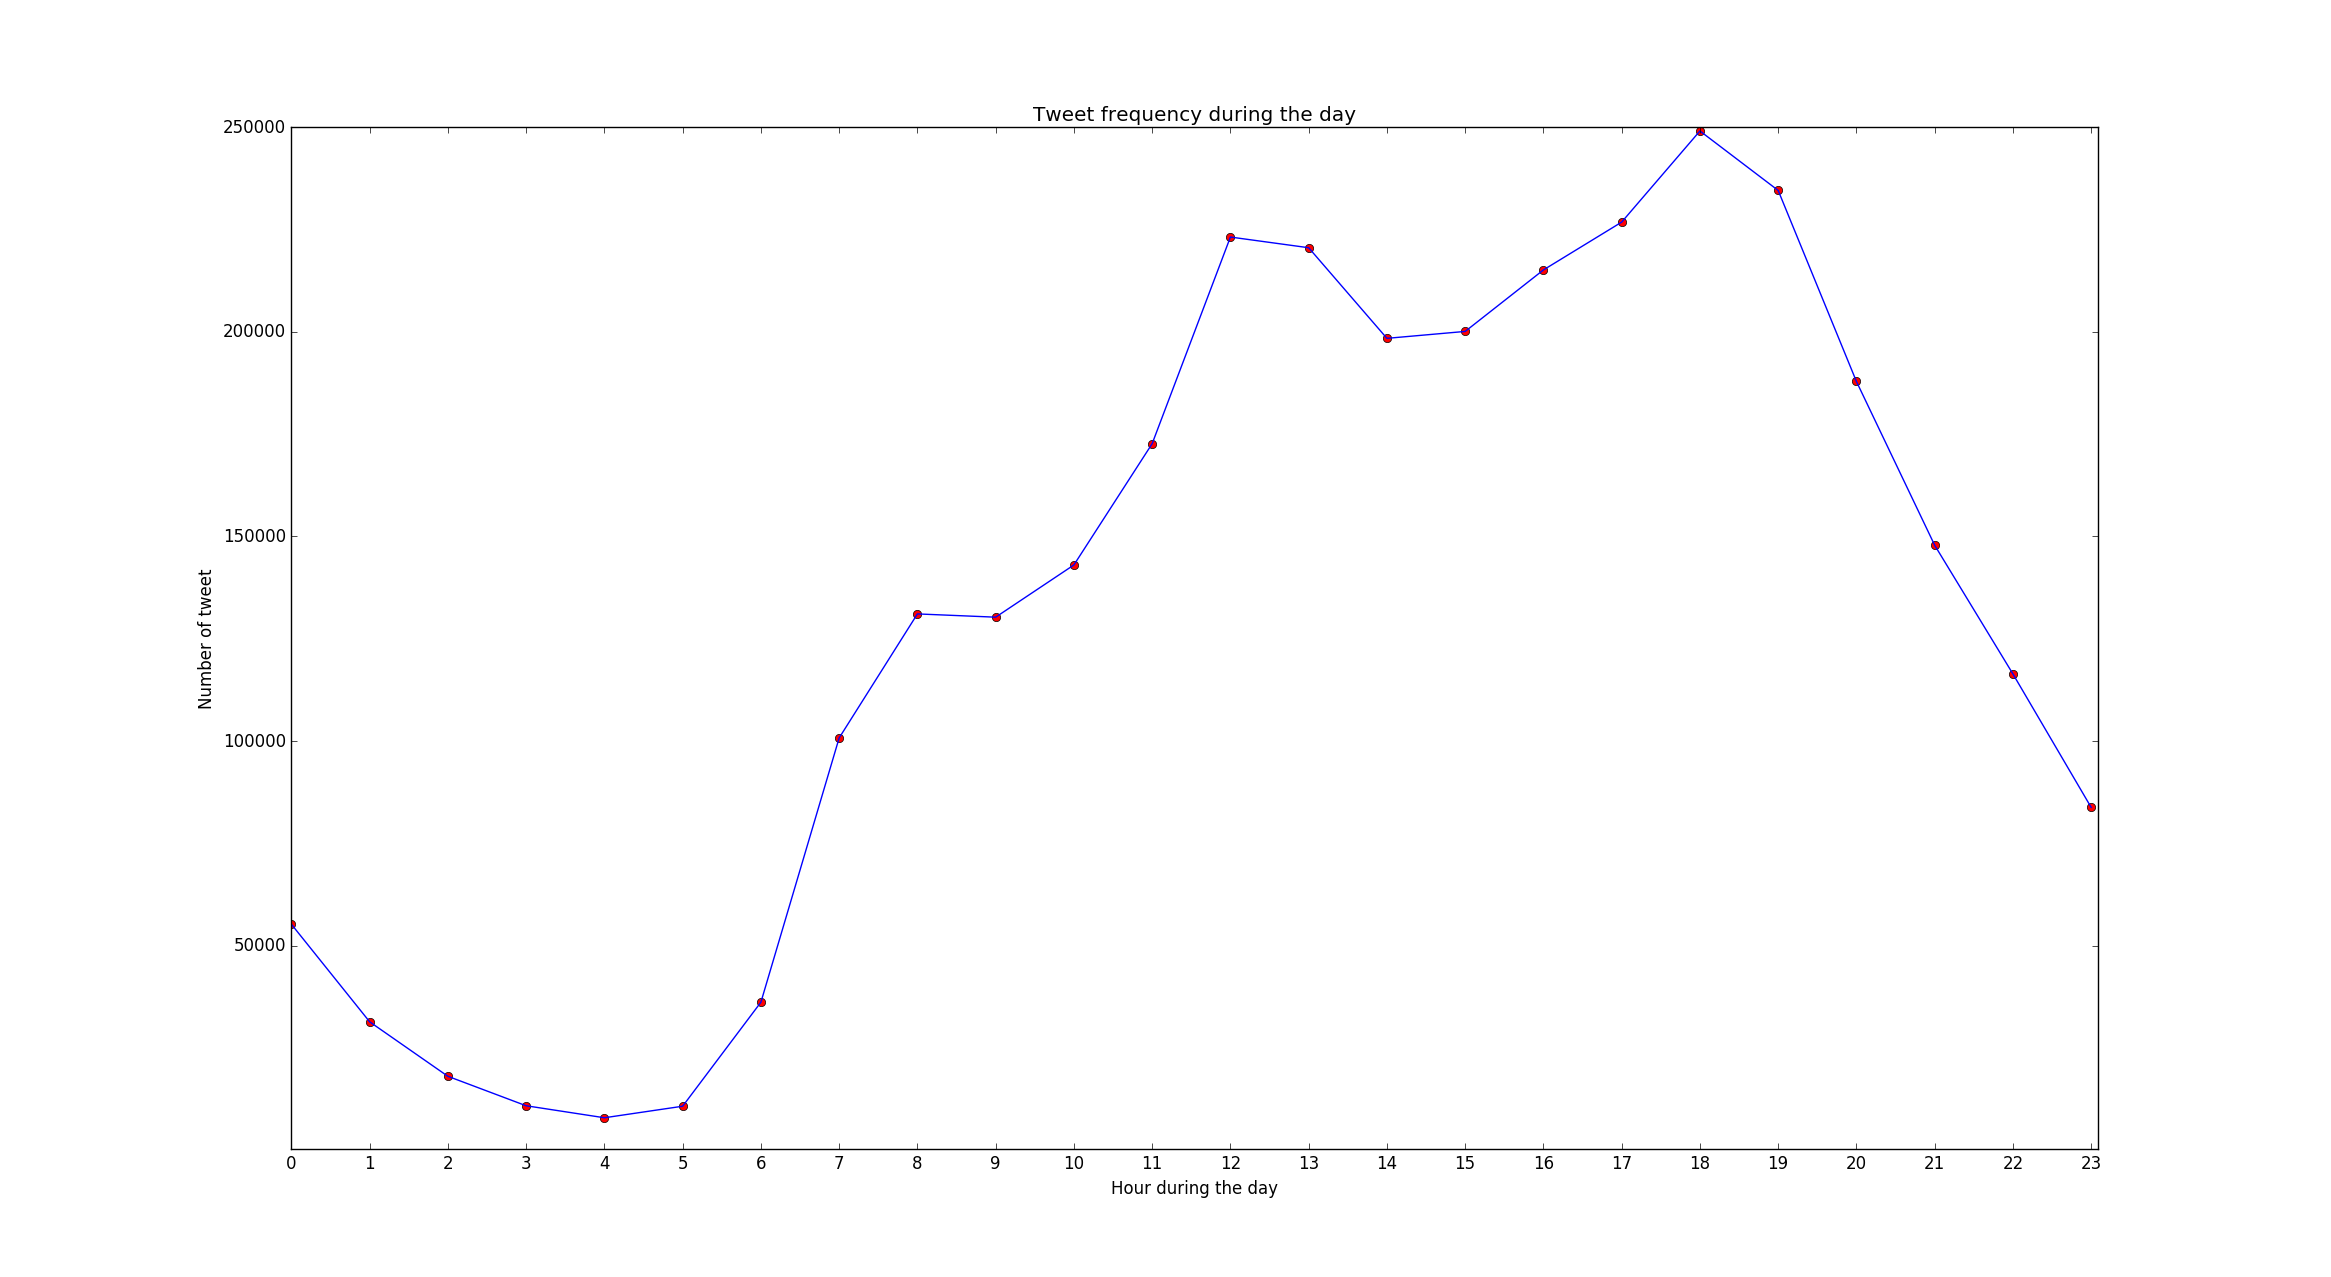 Tweet frequency during the day
250000
200000
150000
100000
50000
Number of tweet
0 1 2 3 4 5 6 7 8 9 10 11 12 13 14 15 16 17 18 19 20 21 22 23
Hour during the day